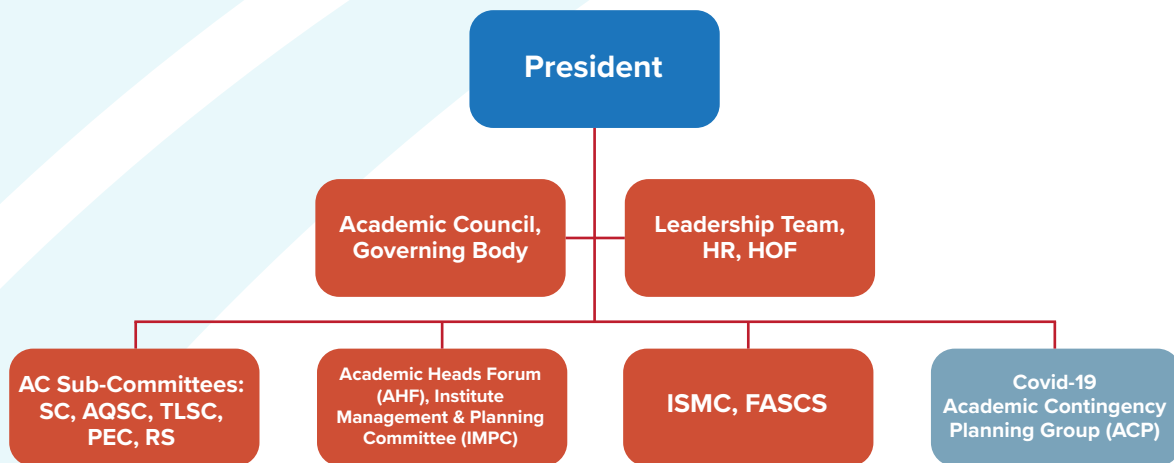 President
Academic Council,
Governing Body
Leadership Team,
HR, HOF
AC Sub-Committees:
SC, AQSC, TLSC,
PEC, RS
Academic Heads Forum
(AHF), Institute
Management & Planning
Committee (IMPC)
ISMC, FASCS
Covid-19
Academic Contingency
Planning Group (ACP)